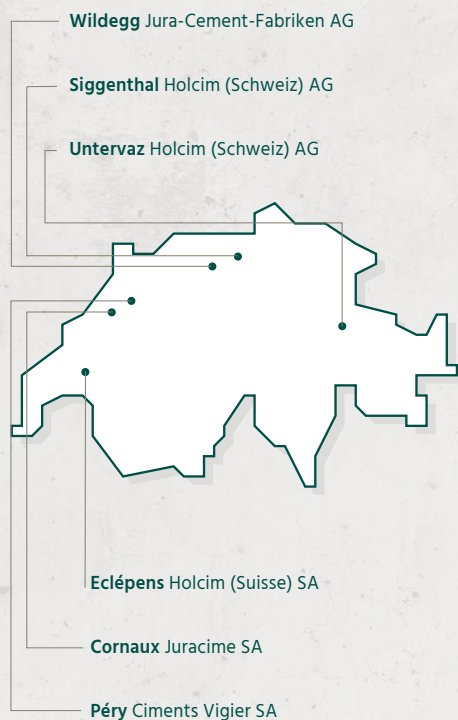 Wildegg Jura-Cement-Fabriken AG
Siggenthal Holcim (Schweiz) AG
Untervaz Holcim (Schweiz) AG
Eclépens Holcim (Suisse) SA
Cornaux Juracime SA
Péry Ciments Vigier SA